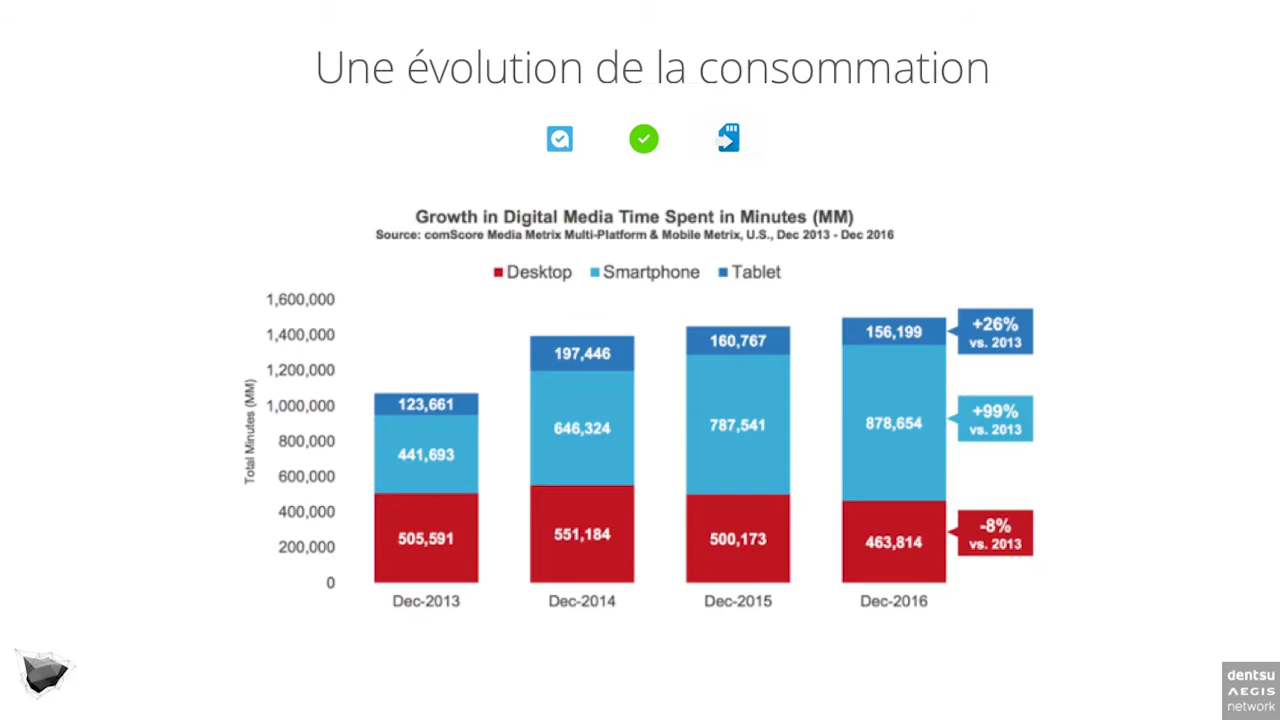 Une évolution de la consommation
Growth in Digital Media Time Spent in Minutes (MM)
Source: comScore Media Metrix Multi-Platform & Mobile Metrix, U.S., Dec 2013 - Dec 2016
Desktop Smartphone Tablet
Total Minutes (MM)
1,600,000
1,400,000
1,200,000
1,000,000
800,000
600,000
400,000
200,000
0
123,661
441,693
505,591
197,446
646,324
551,184
160,767
787,541
500,173
156,199
878,654
463,814
+26%
vs. 2013
+99%
vs. 2013
-8%
vs. 2013
Dec-2013 Dec-2014 Dec-2015 Dec-2016
dentsu
AEGIS
network